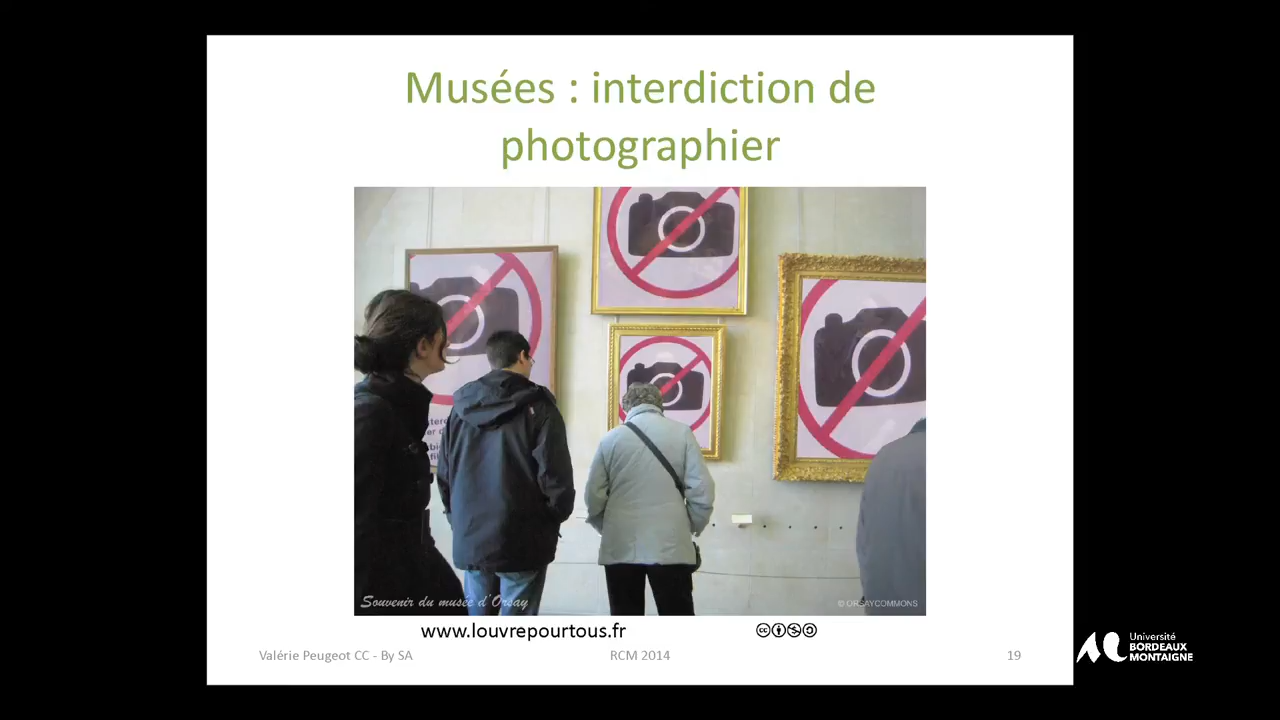 Musées : interdiction de
photographier
Souvenir du musée d'Orsay
© ORSAYCOMMONS
www.louvrepourtous.fr
Valérie Peugeot CC - By SA
RCM 2014
19
Université
BORDEAUX
MONTAIGNE